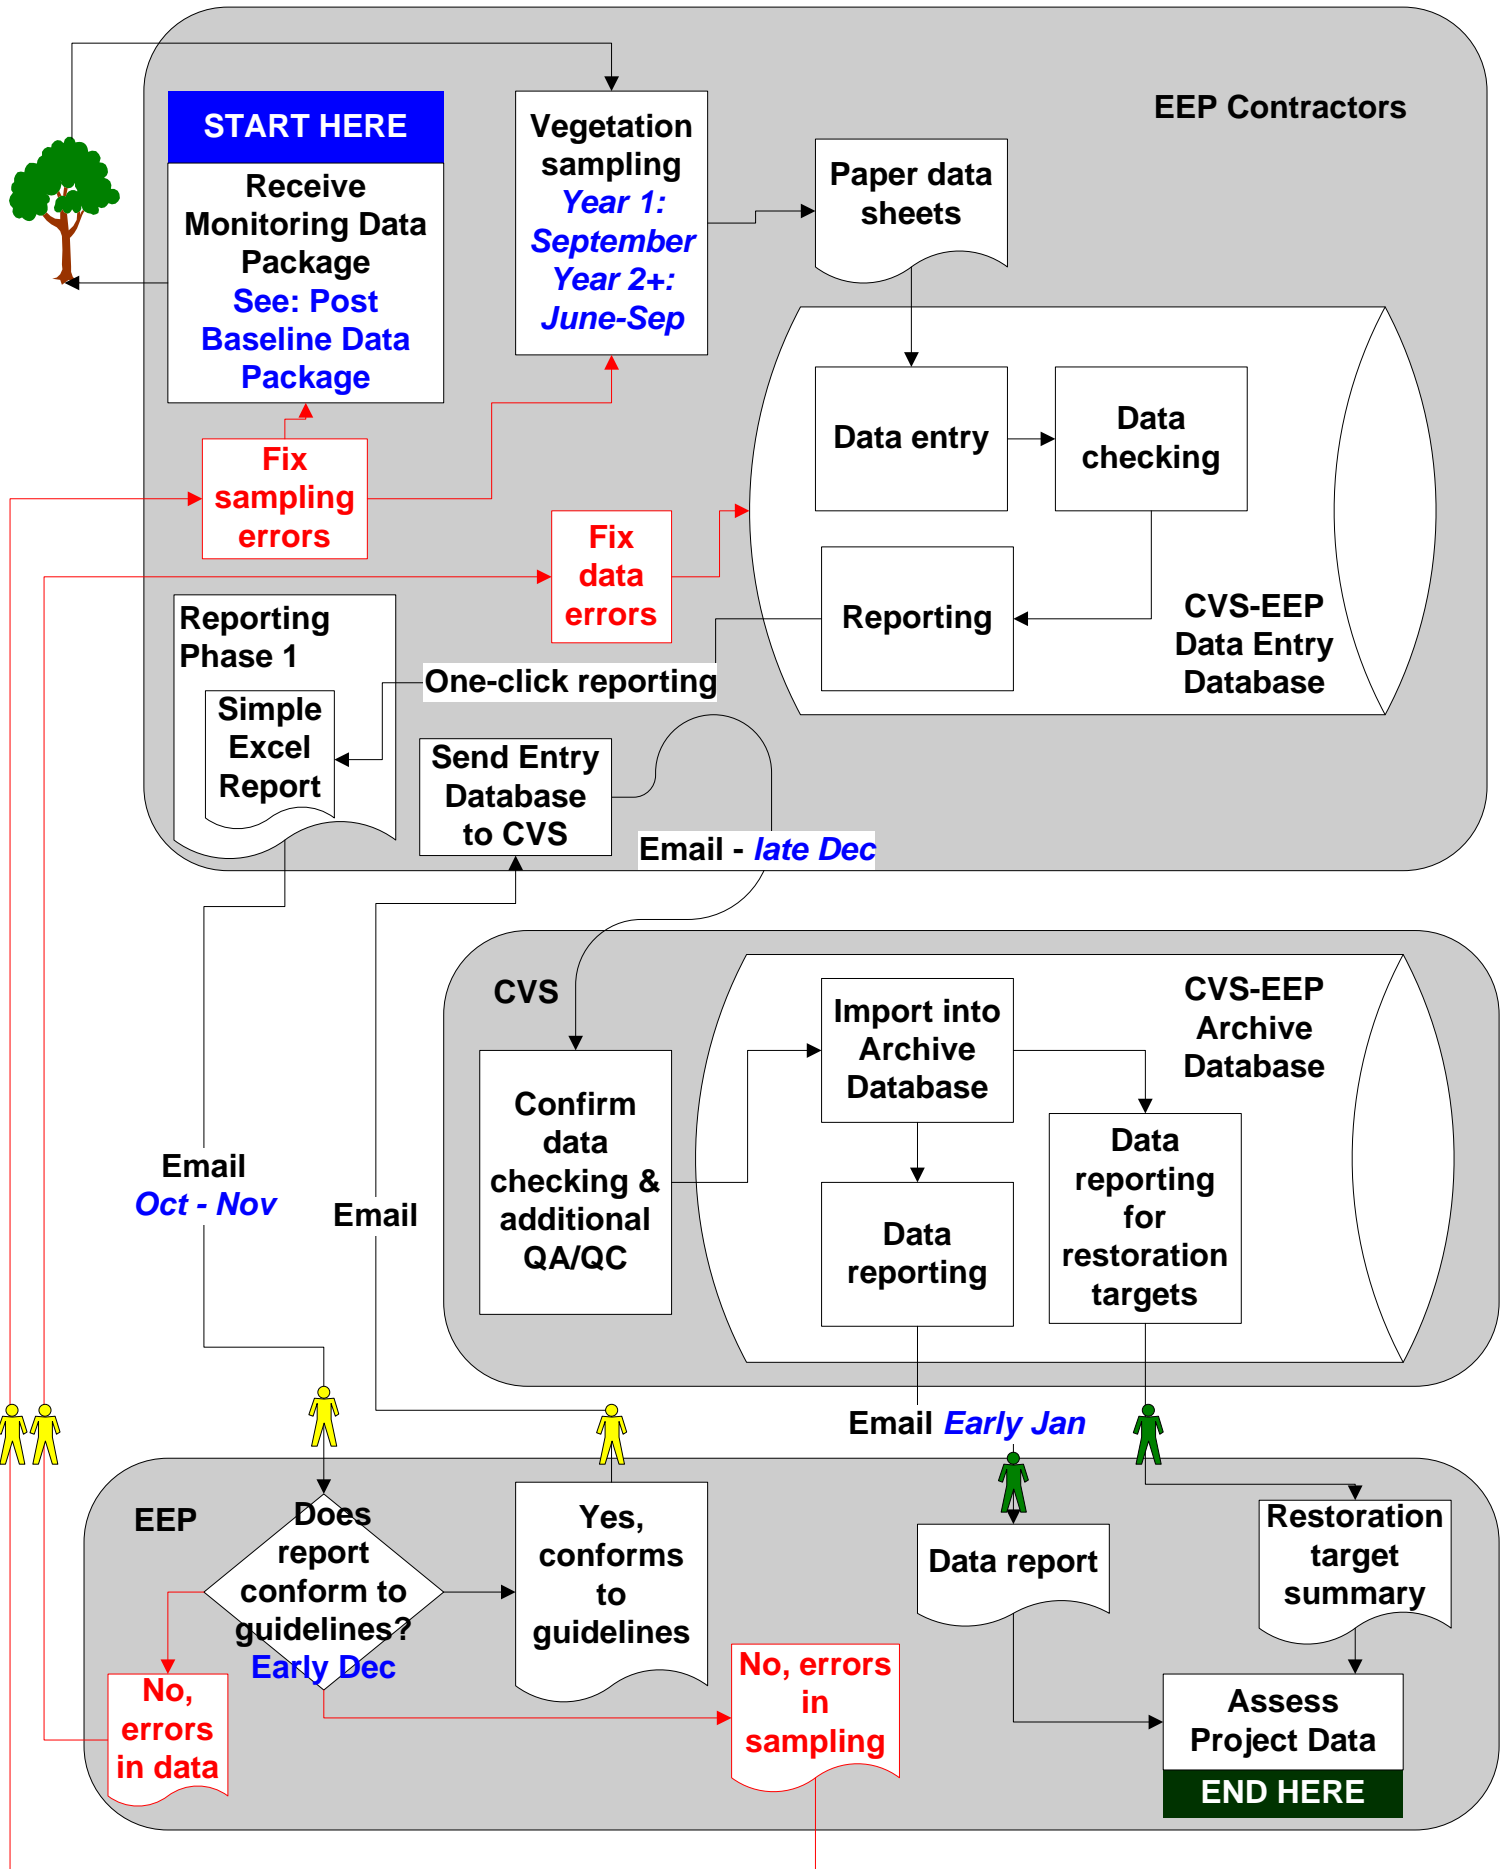 EEP Contractors
START HERE
Receive
Monitoring Data
Package
See: Post
Baseline Data
Package
Vegetation
sampling
Year 1:
September
Year 2+:
June-Sep
Paper data
sheets
Data entry
Data
checking
Reporting
CVS-EEP
Data Entry
Database
Fix
sampling
errors
Fix
data
errors
Reporting
Phase 1
Simple
Excel
Report
One-click reporting
Send Entry
Database
to CVS
Email - late Dec
CVS
Confirm
data
checking &
additional
QA/QC
Import into
Archive
Database
CVS-EEP
Archive
Database
Data
reporting
Data
reporting
for
restoration
targets
Email
Oct - Nov
Email
Email Early Jan
EEP
Does
report
conform to
guidelines?
Early Dec
Yes,
conforms
to
guidelines
No,
errors
in data
No, errors
in
sampling
Data report
Restoration
target
summary
Assess
Project Data
END HERE